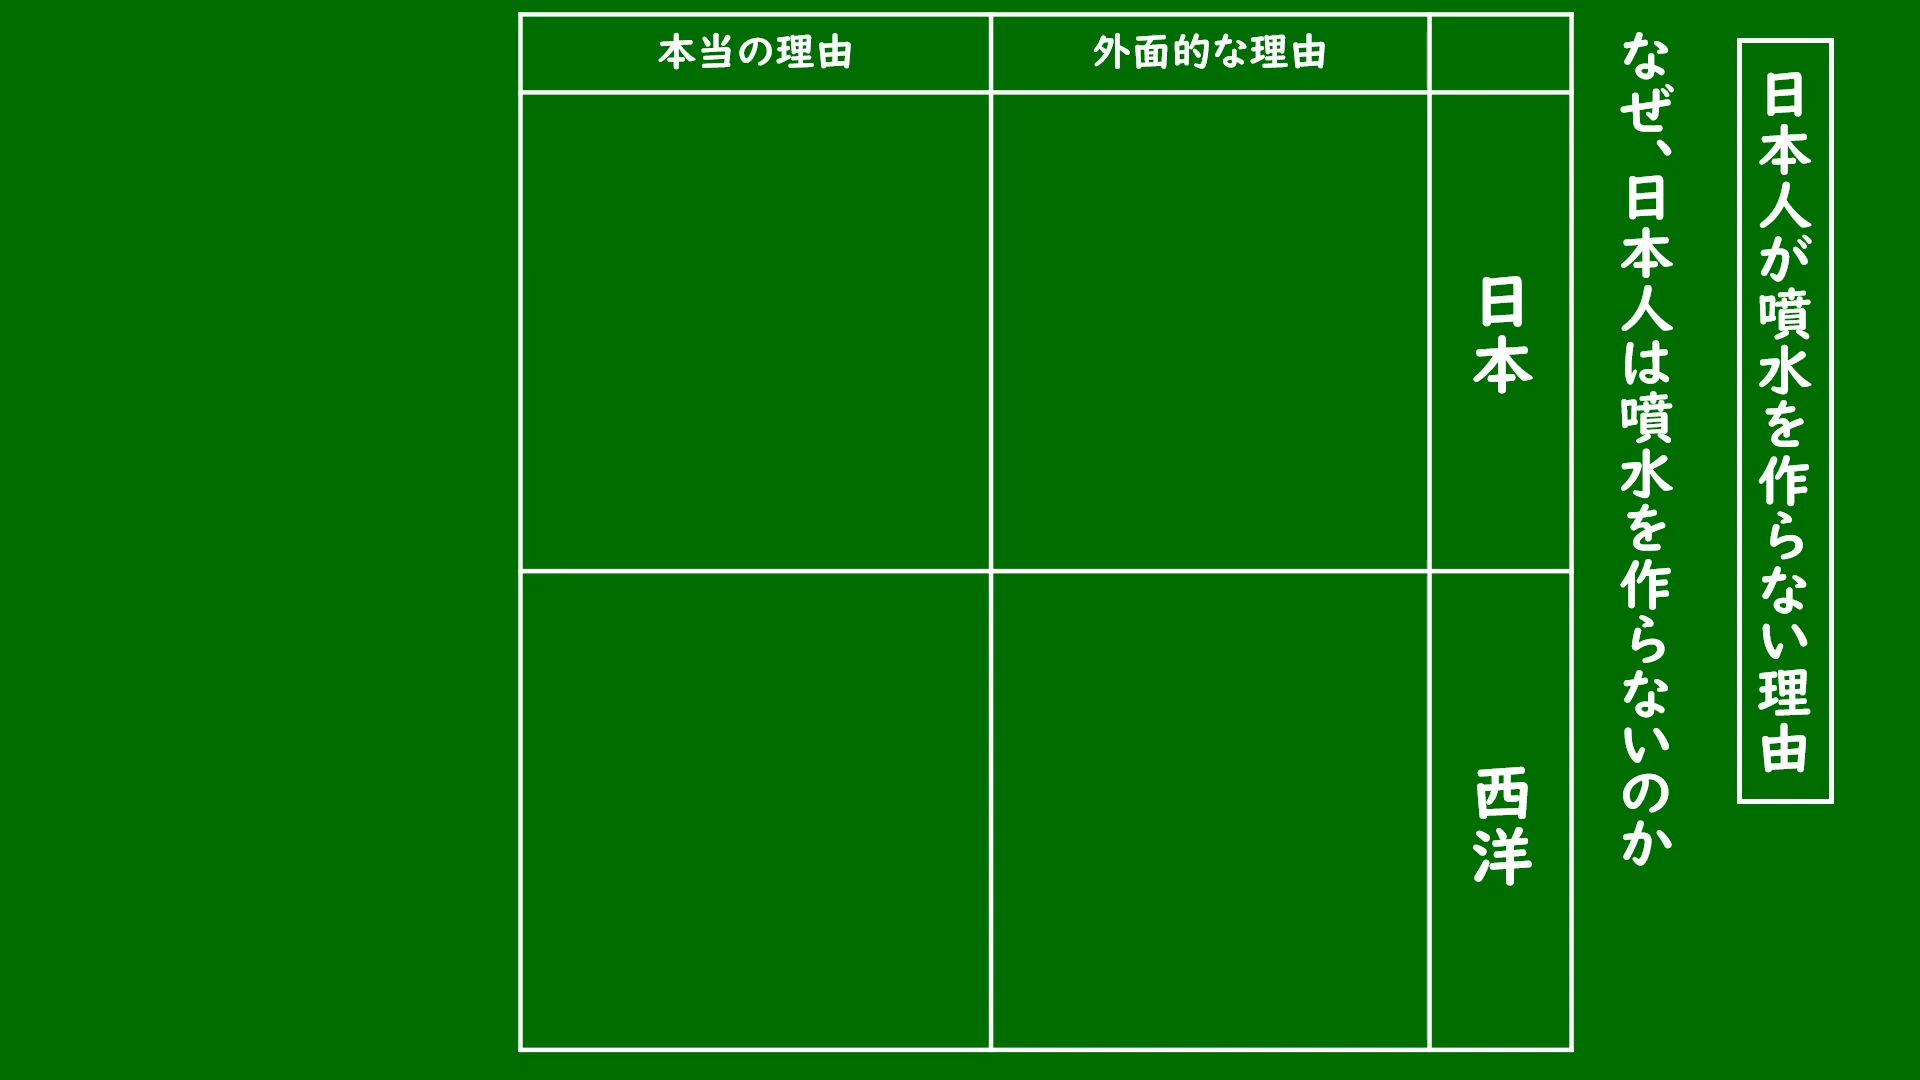 日本人が噴水を作らない理由
なぜ、日本人は噴水を作らないのか
外面的な理由
本当の理由
日本
西洋